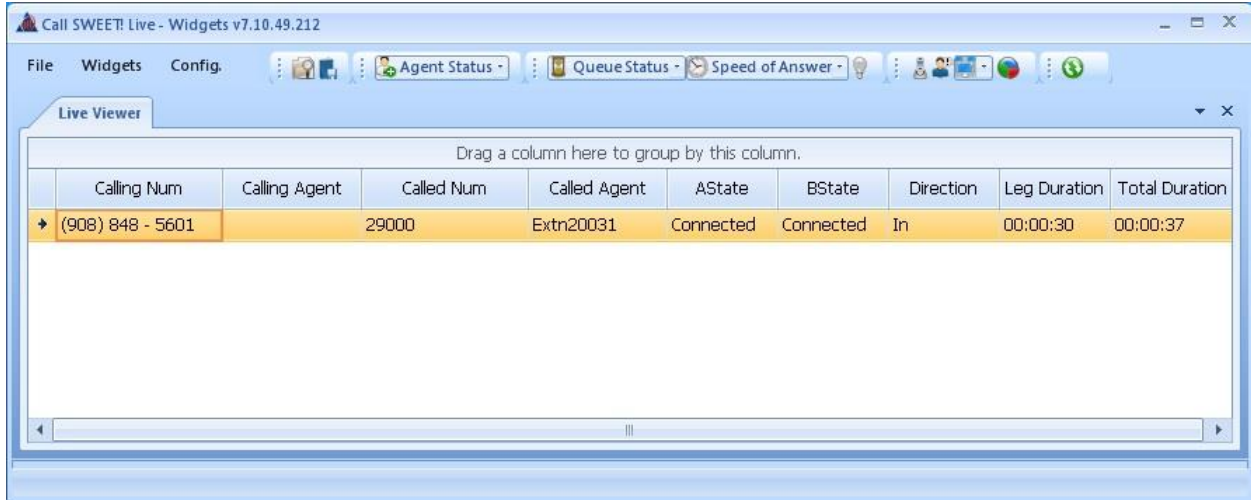 Call SWEET! Live - Widgets v7.10.49.212
File Widgets Config. Agent Status Queue Status Speed of Answer
Live Viewer
Drag a column here to group by this column.
Calling Num Calling Agent Called Num Called Agent AState BState Direction Leg Duration Total Duration
(908) 848 - 5601 29000 Extn20031 Connected Connected In 00:00:30 00:00:37